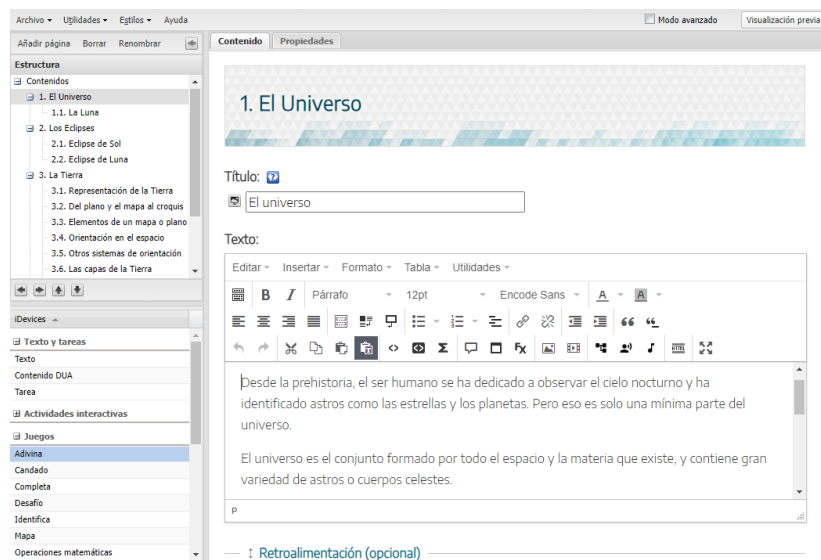 Archivo Utilidades Estilos Ayuda
Modo avanzado
Visualización previa
Añadir página Borrar Renombrar
Contenido Propiedades
Estructura
Contenidos
1. El Universo
1.1. La Luna
2. Los Eclipses
2.1. Eclipse de Sol
2.2. Eclipse de Luna
3. La Tierra
3.1. Representación de la Tierra
3.2. Del plano y el mapa al croquis
3.3. Elementos de un mapa o plano
3.4. Orientación en el espacio
3.5. Otros sistemas de orientación
3.6. Las capas de la Tierra
iDevices
Texto y tareas
Texto
Contenido DUA
Tarea
Actividades interactivas
Juegos
Adivina
Candado
Completa
Desafío
Identifica
Mapa
Operaciones matemáticas
1. El Universo
Título:
El universo
Texto:
Editar Insertar Formato Tabla Utilidades
B I Párrafo 12pt Encode Sans A A
Fx HTML
Desde la prehistoria, el ser humano se ha dedicado a observar el cielo nocturno y ha
identificado astros como las estrellas y los planetas. Pero eso es solo una mínima parte del
universo.
El universo es el conjunto formado por todo el espacio y la materia que existe, y contiene gran
variedad de astros o cuerpos celestes.
P
Retroalimentación (opcional)